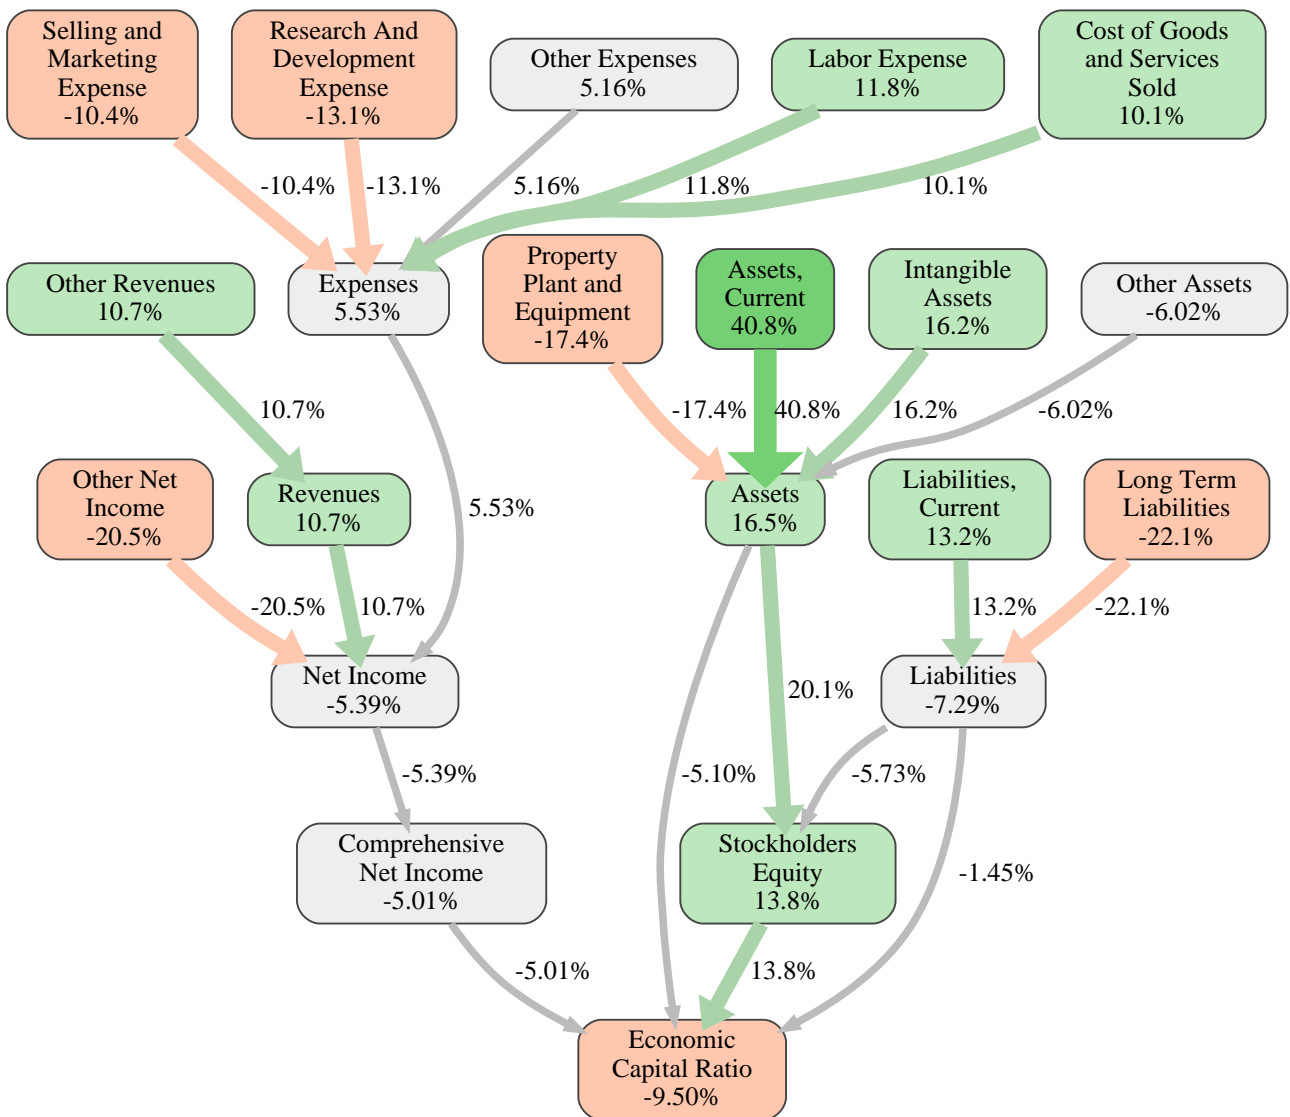 Selling and
Marketing
Expense
-10.4%
Research And
Development
Expense
-13.1%
Other Expenses
5.16%
Labor Expense
11.8%
Cost of Goods
and Services
Sold
10.1%
-10.4%
-13.1%
5.16%
11.8%
10.1%
Other Revenues
10.7%
Expenses
5.53%
Property
Plant and
Equipment
-17.4%
Assets,
Current
40.8%
Intangible
Assets
16.2%
Other Assets
-6.02%
10.7%
-17.4%
40.8%
16.2%
-6.02%
Other Net
Income
-20.5%
Revenues
10.7%
5.53%
Assets
16.5%
Liabilities,
Current
13.2%
Long Term
Liabilities
-22.1%
-20.5%
10.7%
13.2%
-22.1%
Net Income
-5.39%
20.1%
Liabilities
-7.29%
-5.39%
-5.10%
-5.73%
Comprehensive
Net Income
-5.01%
Stockholders
Equity
13.8%
-1.45%
-5.01%
13.8%
Economic
Capital Ratio
-9.50%